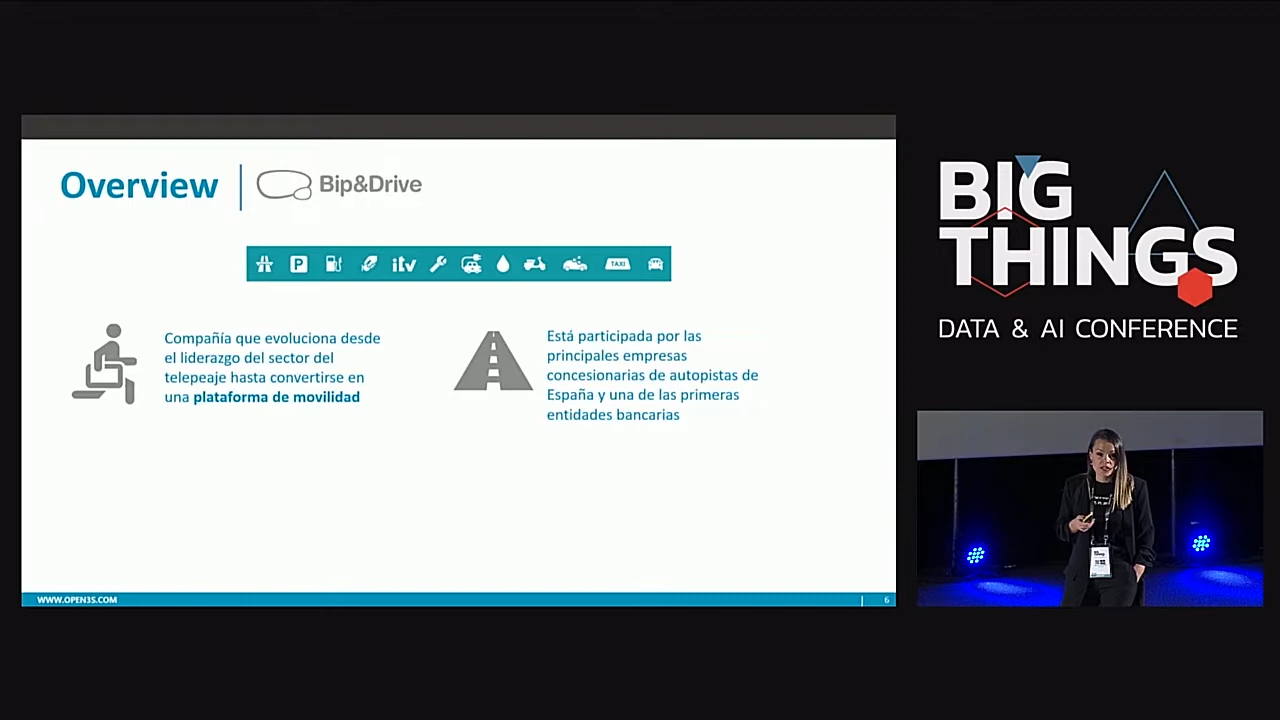 Overview
Bip&Drive
P
itv
TAXI
Compañía que evoluciona desde
el liderazgo del sector del
telepeaje hasta convertirse en
una plataforma de movilidad
Está participada por las
principales empresas
concesionarias de autopistas de
España y una de las primeras
entidades bancarias
WWW.OPEN3S.COM
6
BIG
THINGS
DATA & AI CONFERENCE